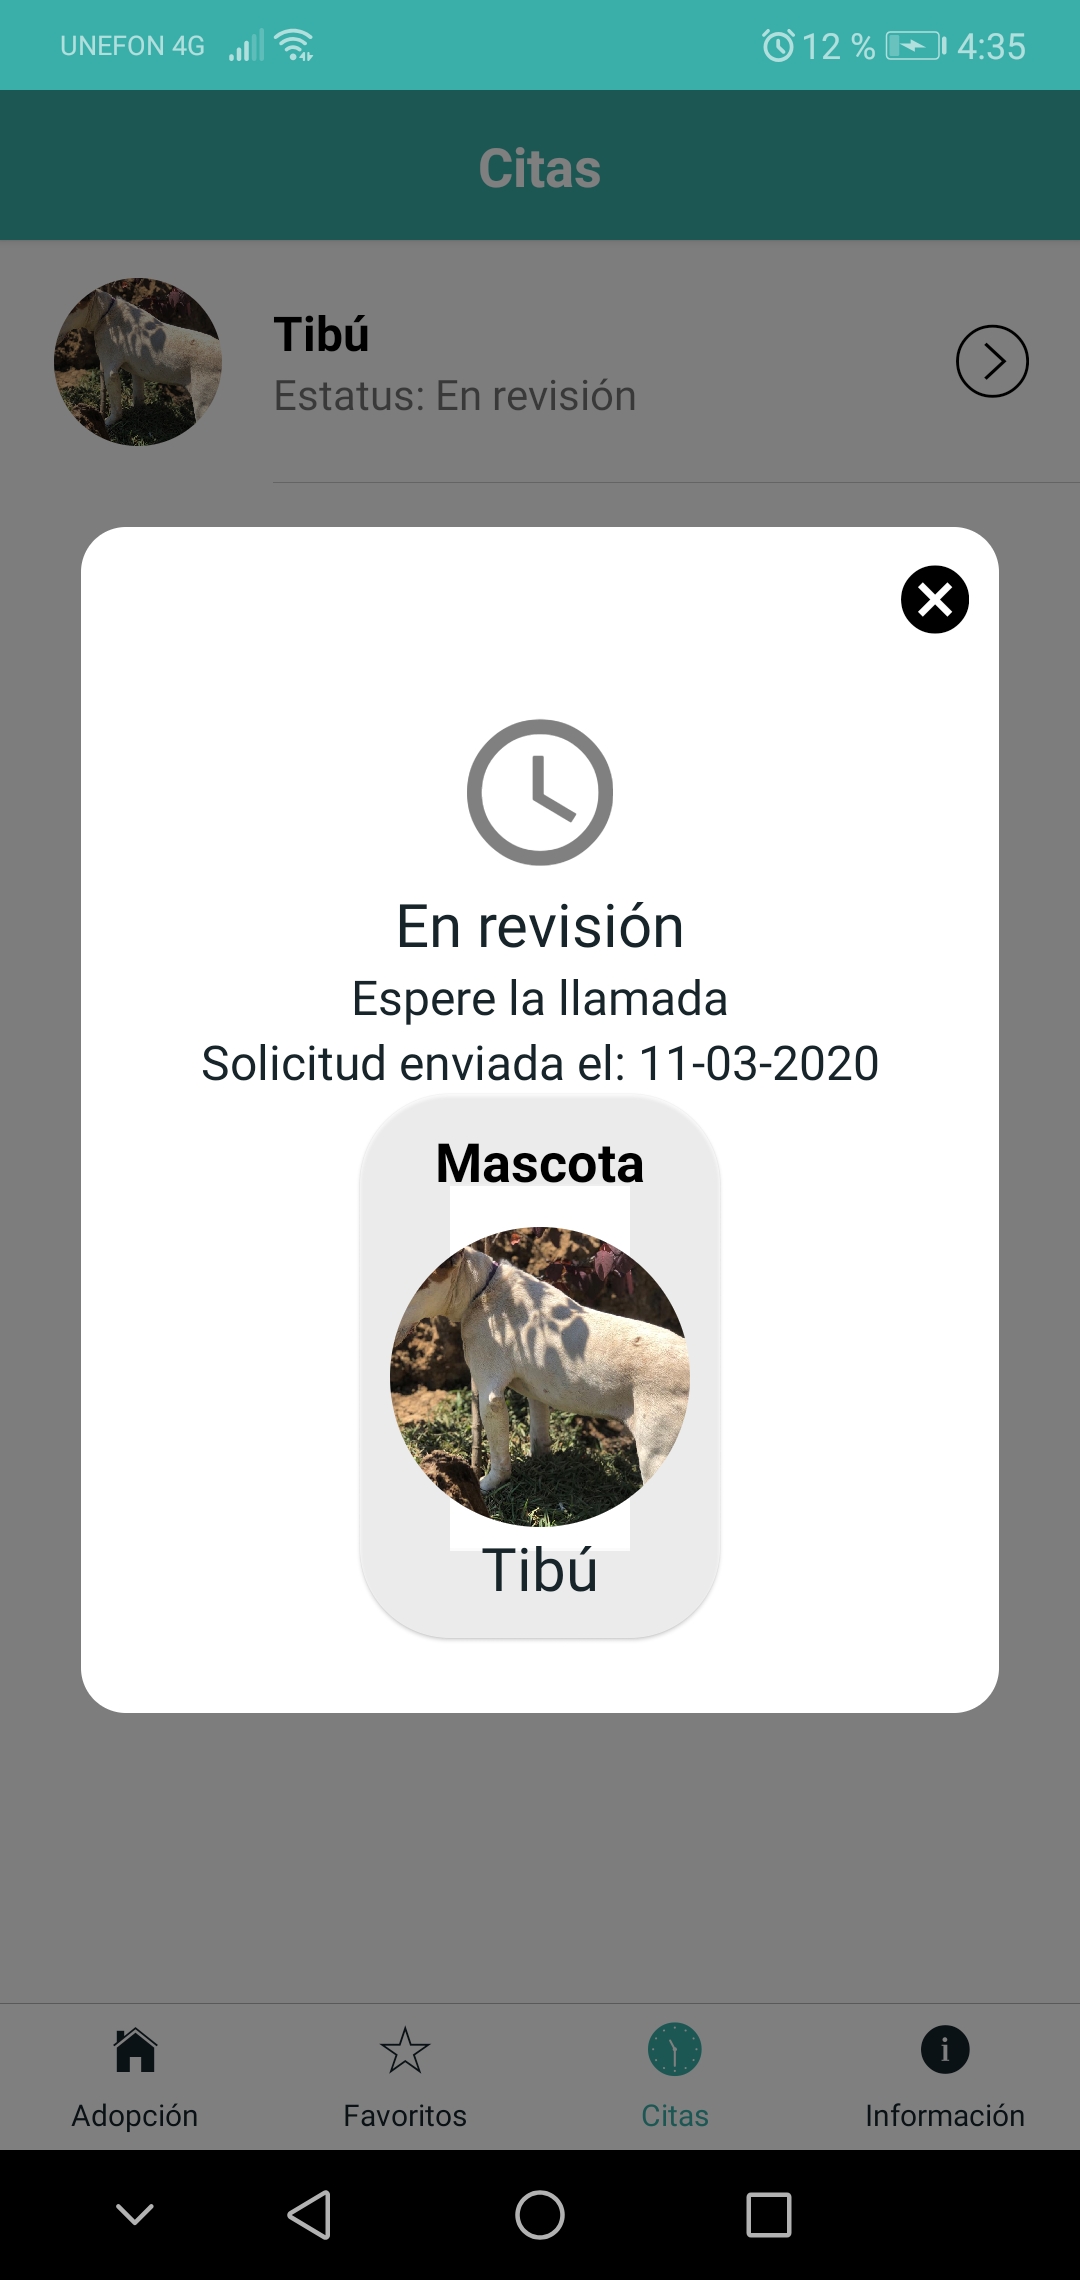 UNEFON 4G 12 % 4:35
Citas
Tibú
Estatus: En revisión
En revisión
Espere la llamada
Solicitud enviada el: 11-03-2020
Mascota
Tibú
Adopción Favoritos Citas Información